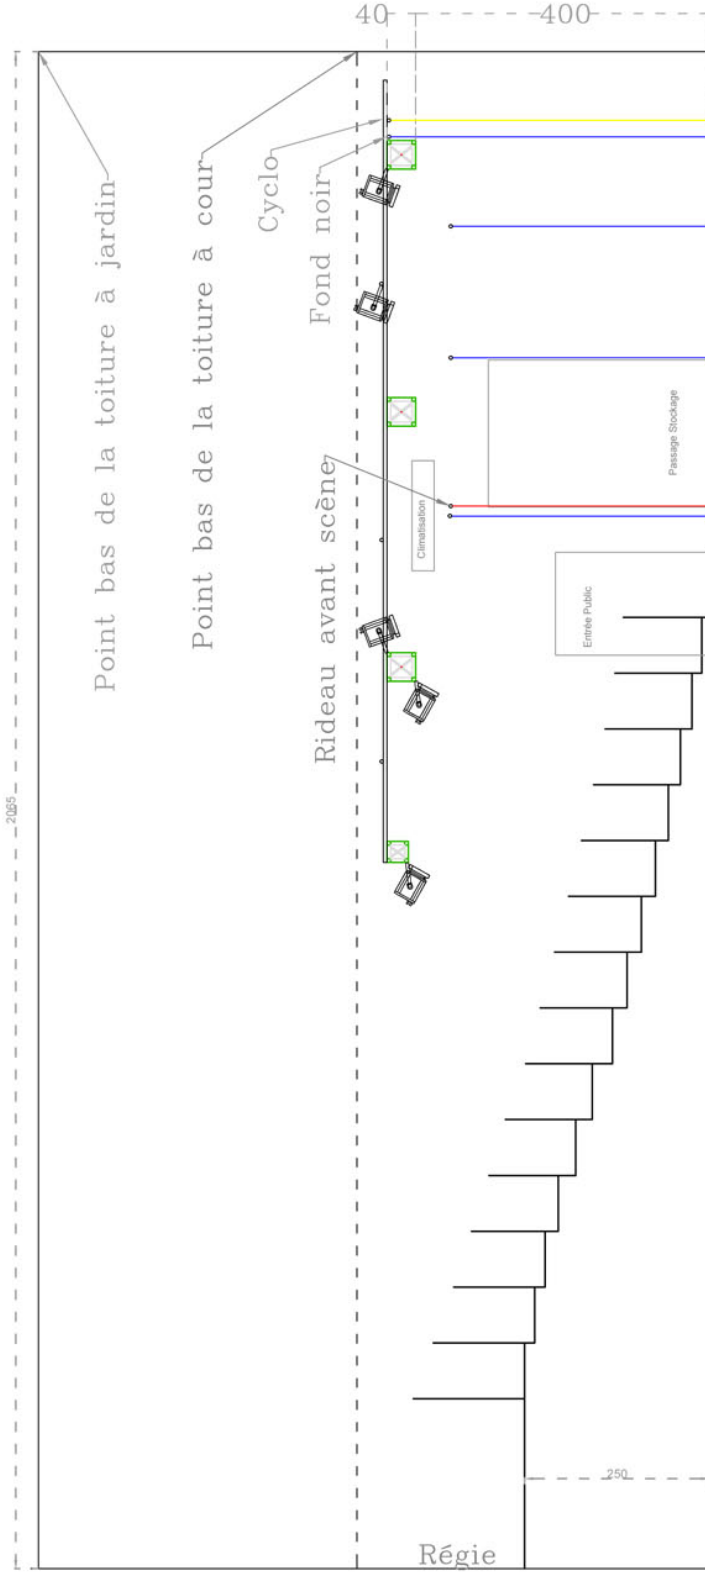 40
400
Point bas de la toiture à jardin
Point bas de la toiture à cour
Cyclo
Fond noir
Rideau avant scène
Climatisation
Passage Stockage
Entrée Public
2065
250
Régie